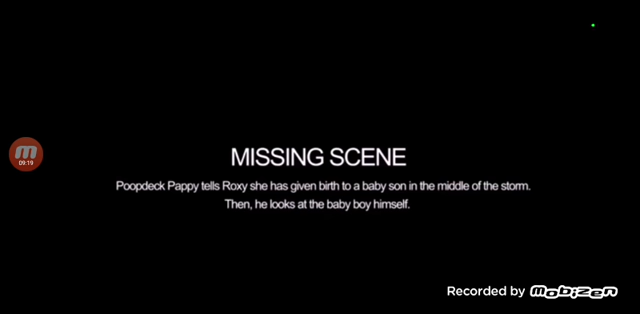 MISSING SCENE
Poopdeck Pappy tells Roxy she has given birth to a baby son in the middle of the storm.
Then, he looks at the baby boy himself.
09:19
Recorded by Mobizen